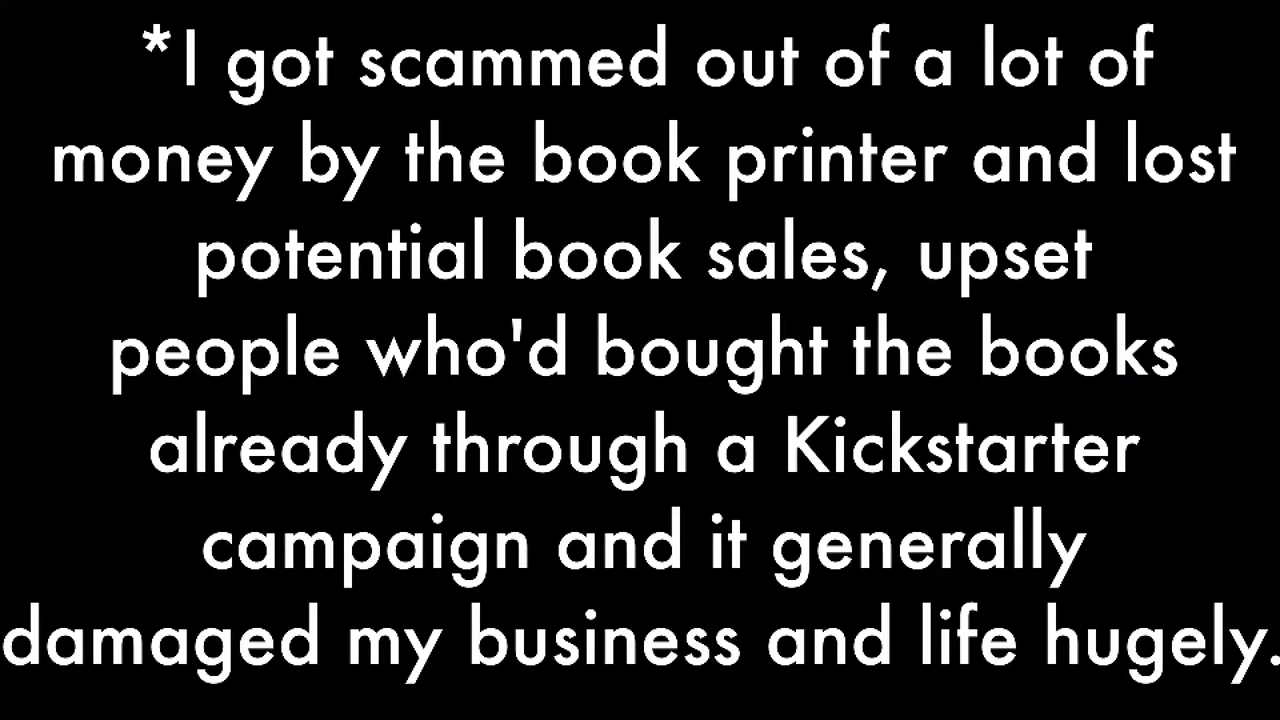 *I got scammed out of a lot of
money by the book printer and lost
potential book sales, upset
people who'd bought the books
already through a Kickstarter
campaign and it generally
damaged my business and life hugely.